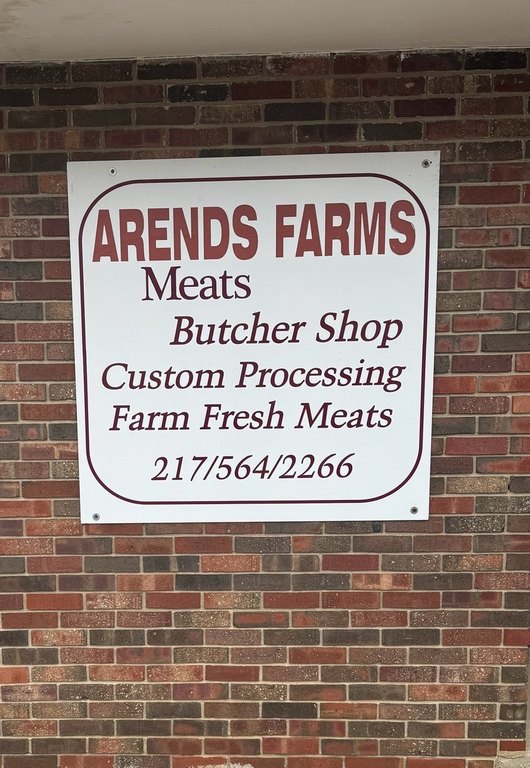 ARENDS FARMS
Meats
Butcher Shop
Custom Processing
Farm Fresh Meats
217/564/2266